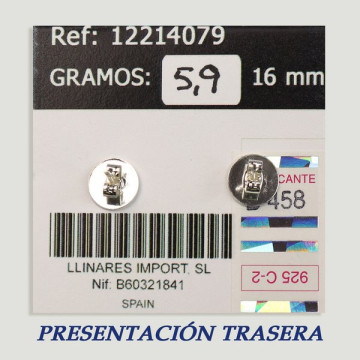 Ref: 12214079
GRAMOS: 5,9 16 mm
CANTE
458
LLINARES IMPORT. SL
Nif: B60321841
SPAIN
925 C-2
PRESENTACIÓN TRASERA